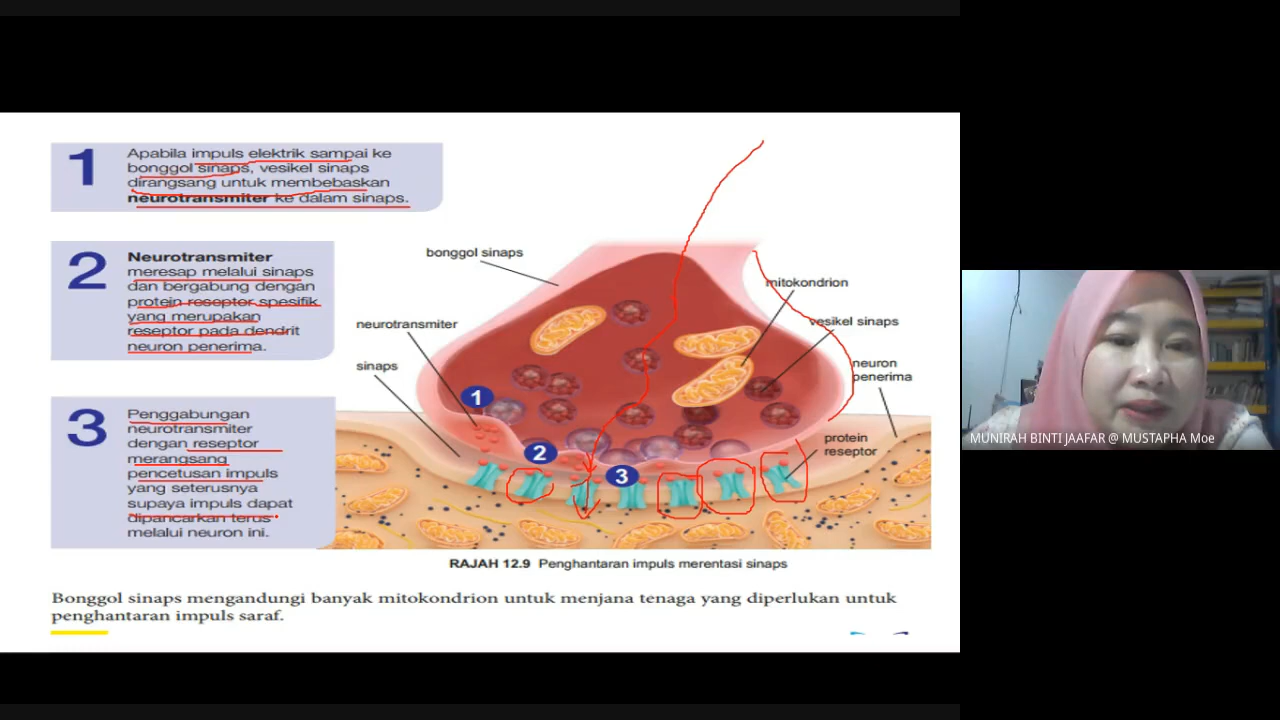 1
Apabila impuls elektrik sampai ke
bonggol sinaps, vesikel sinaps
dirangsang untuk membebaskan
neurotransmiter ke dalam sinaps.
2
Neurotransmiter
meresap melalui sinaps
dan bergabung dengan
protein reseptor spesifik
yang merupakan
reseptor pada dendrit
neuron penerima.
3
Penggabungan
neurotransmiter
dengan reseptor
merangsang
pencetusan impuls
yang seterusnya
supaya impuls dapat
dipancarkan terus
melalui neuron ini.
bonggol sinaps
mitokondrion
neurotransmiter
vesikel sinaps
sinaps
neuron
penerima
protein
reseptor
1
2
3
RAJAH 12.9 Penghantaran impuls merentasi sinaps
Bonggol sinaps mengandungi banyak mitokondrion untuk menjana tenaga yang diperlukan untuk
penghantaran impuls saraf.
MUNIRAH BINTI JAAFAR @ MUSTAPHA Moe